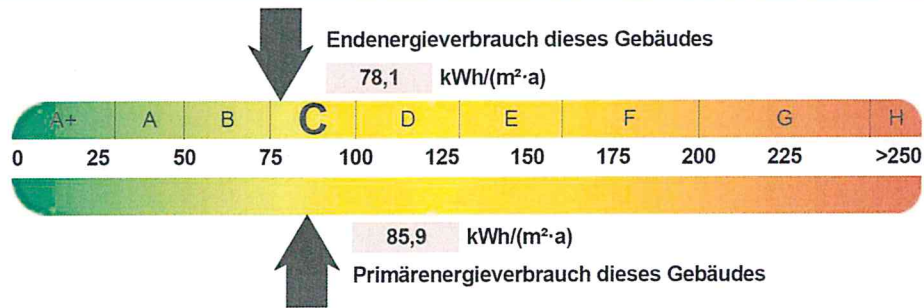 Endenergieverbrauch dieses Gebäudes
78,1 kWh/(m²·a)
A+ A B C D E F G H
0 25 50 75 100 125 150 175 200 225 >250
85,9 kWh/(m²·a)
Primärenergieverbrauch dieses Gebäudes